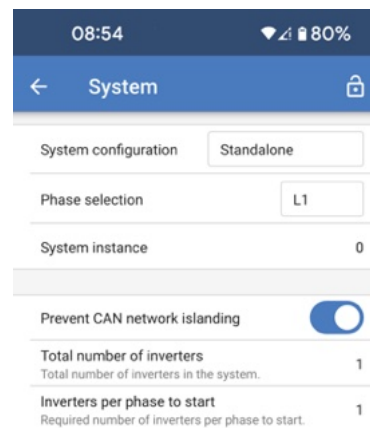 08:54 80%
System
System configuration Standalone
Phase selection L1
System instance 0
Prevent CAN network islanding
Total number of inverters 1
Total number of inverters in the system.
Inverters per phase to start 1
Required number of inverters per phase to start.